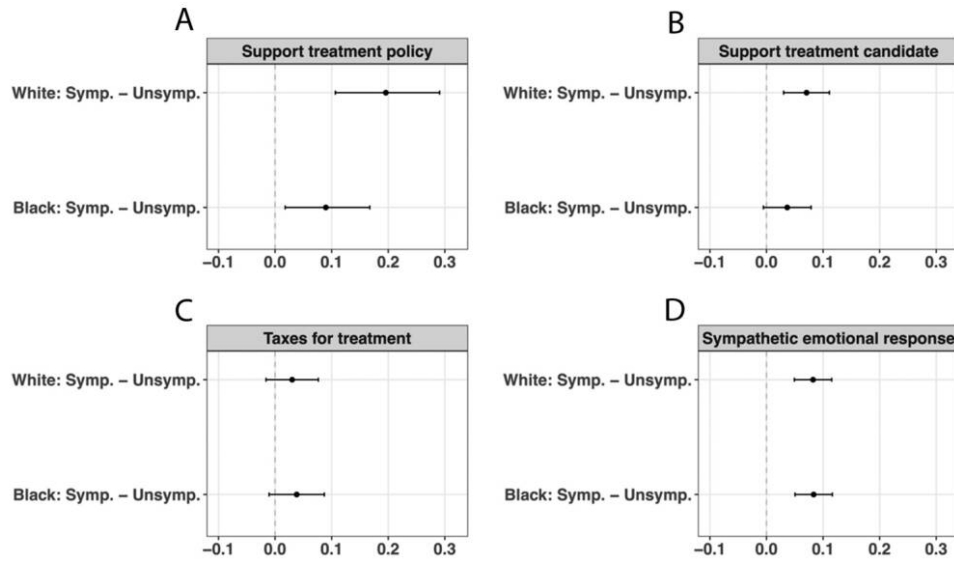 A
Support treatment policy
White: Symp. – Unsymp.
Black: Symp. – Unsymp.
−0.1 0.0 0.1 0.2 0.3
B
Support treatment candidate
White: Symp. – Unsymp.
Black: Symp. – Unsymp.
−0.1 0.0 0.1 0.2 0.3
C
Taxes for treatment
White: Symp. – Unsymp.
Black: Symp. – Unsymp.
−0.1 0.0 0.1 0.2 0.3
D
Sympathetic emotional response
White: Symp. – Unsymp.
Black: Symp. – Unsymp.
−0.1 0.0 0.1 0.2 0.3